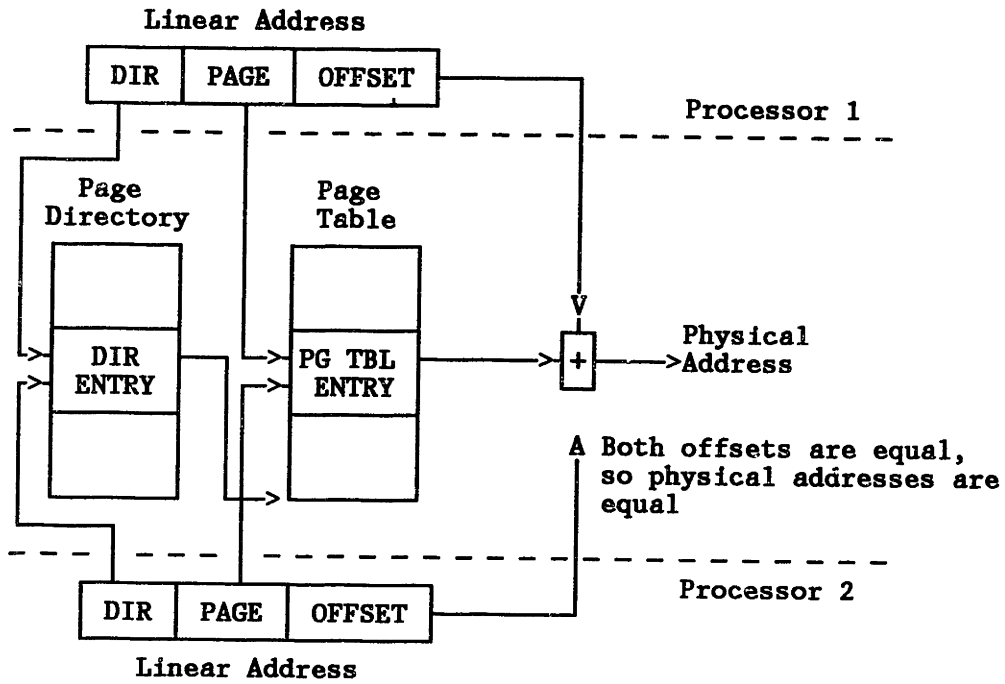 Linear Address
DIR PAGE OFFSET
Processor 1
Page
Directory
Page
Table
V
DIR
ENTRY
PG TBL
ENTRY
+
Physical
Address
A Both offsets are equal,
so physical addresses are
equal
Processor 2
DIR PAGE OFFSET
Linear Address